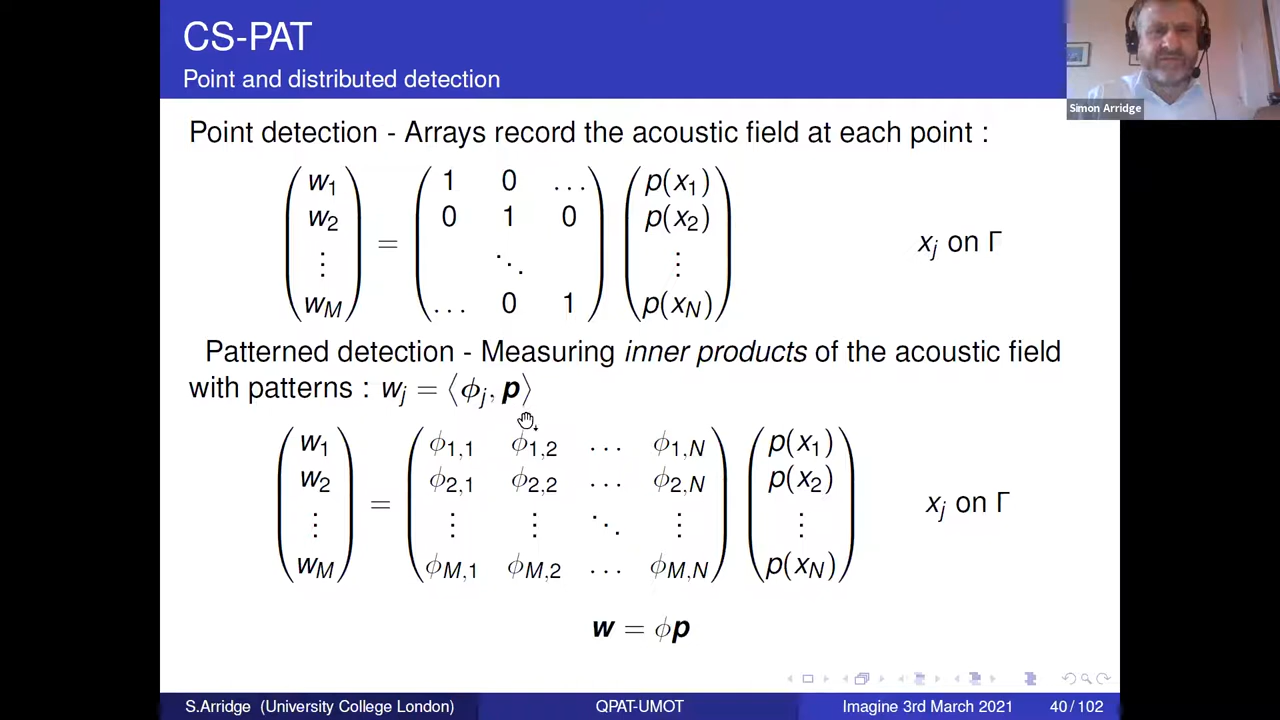 CS-PAT
Point and distributed detection
Simon Arridge
Point detection - Arrays record the acoustic field at each point :
w1 1 0 … p(x1)
w2 0 1 0 p(x2)
⋮ = ⋱ ⋮ xj on Γ
wM … 0 1 p(xN)
Patterned detection - Measuring inner products of the acoustic field
with patterns : wj = ⟨ϕj, p⟩
w1 ϕ1,1 ϕ1,2 … ϕ1,N p(x1)
w2 ϕ2,1 ϕ2,2 … ϕ2,N p(x2)
⋮ = ⋮ ⋮ ⋱ ⋮ ⋮ xj on Γ
wM ϕM,1 ϕM,2 … ϕM,N p(xN)
w = ϕp
S.Arridge (University College London) QPAT-UMOT Imagine 3rd March 2021 40 / 102